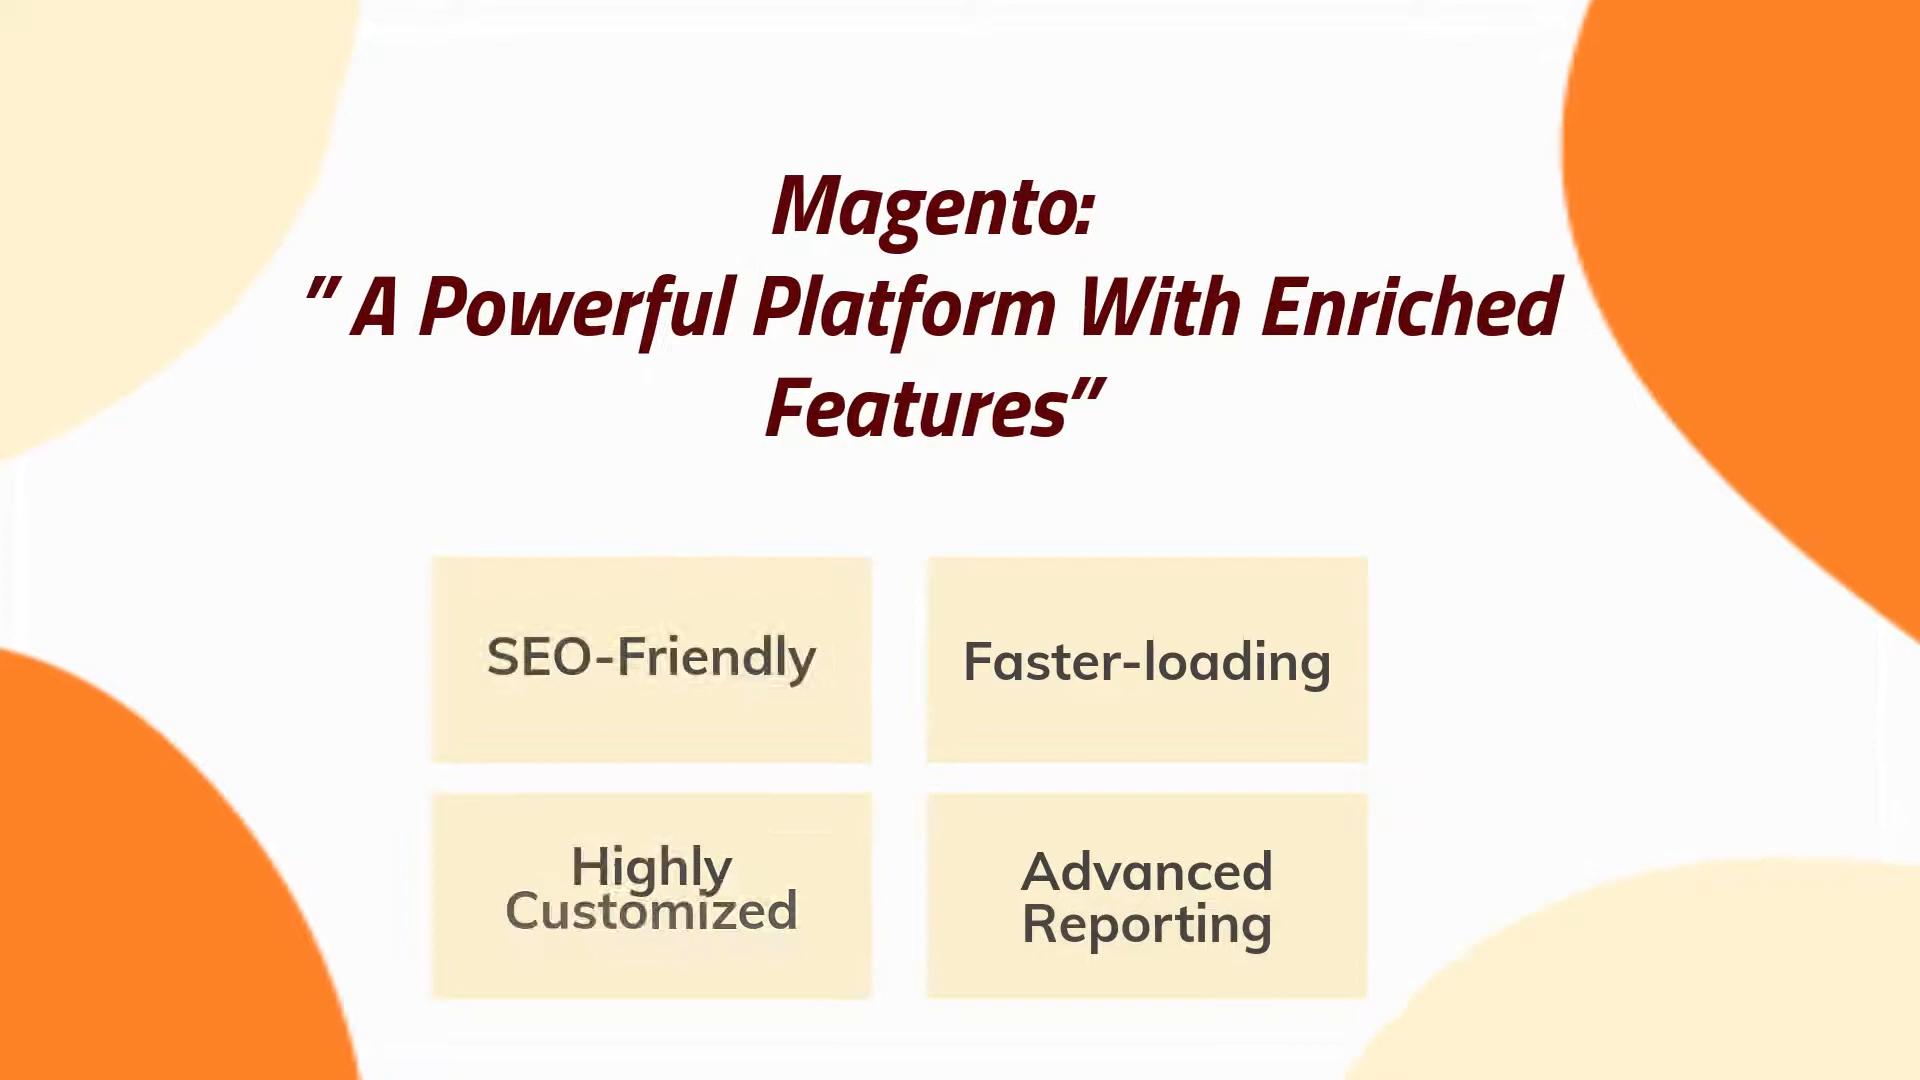 Magento:
” A Powerful Platform With Enriched
Features”
SEO-Friendly
Faster-loading
Highly
Customized
Advanced
Reporting